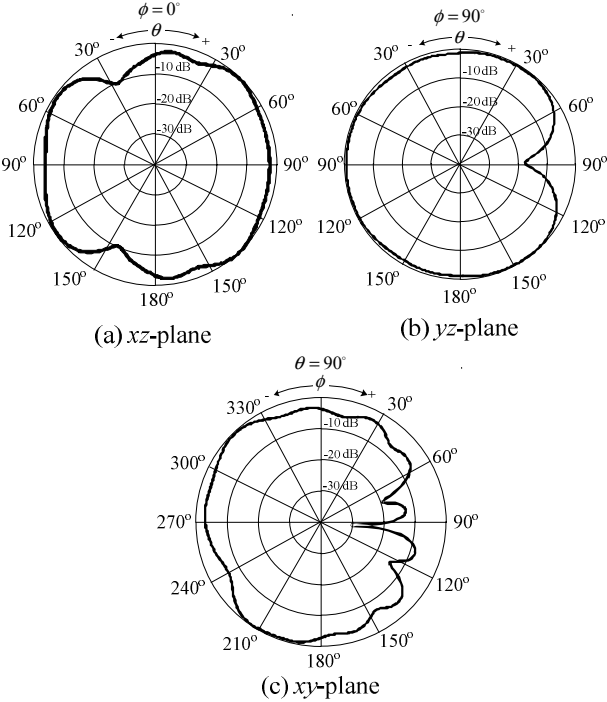 ϕ = 0° ϕ = 90°
- θ + - θ +
30° 30° 30° 30°
-10 dB -10 dB
60° 60° 60° 60°
-20 dB -20 dB
-30 dB -30 dB
90° 90° 90° 90°
120° 120° 120° 120°
150° 150° 150° 150°
180° 180°
(a) xz-plane (b) yz-plane
θ = 90°
- ϕ +
330° 30°
-10 dB
300° 60°
-20 dB
-30 dB
270° 90°
240° 120°
210° 150°
180°
(c) xy-plane